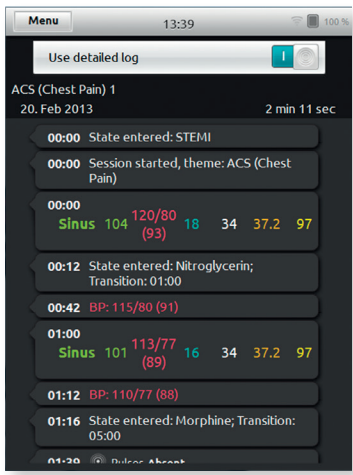 Menu 13:39 100 %
Use detailed log I
ACS (Chest Pain) 1
20. Feb 2013 2 min 11 sec
00:00 State entered: STEMI
00:00 Session started, theme: ACS (Chest
Pain)
00:00
Sinus 104 120/80 18 34 37.2 97
(93)
00:12 State entered: Nitroglycerin;
Transition: 01:00
00:42 BP: 115/80 (91)
01:00
Sinus 101 113/77 16 34 37.2 97
(89)
01:12 BP: 110/77 (88)
01:16 State entered: Morphine; Transition:
05:00
01:39 Pulses Absent